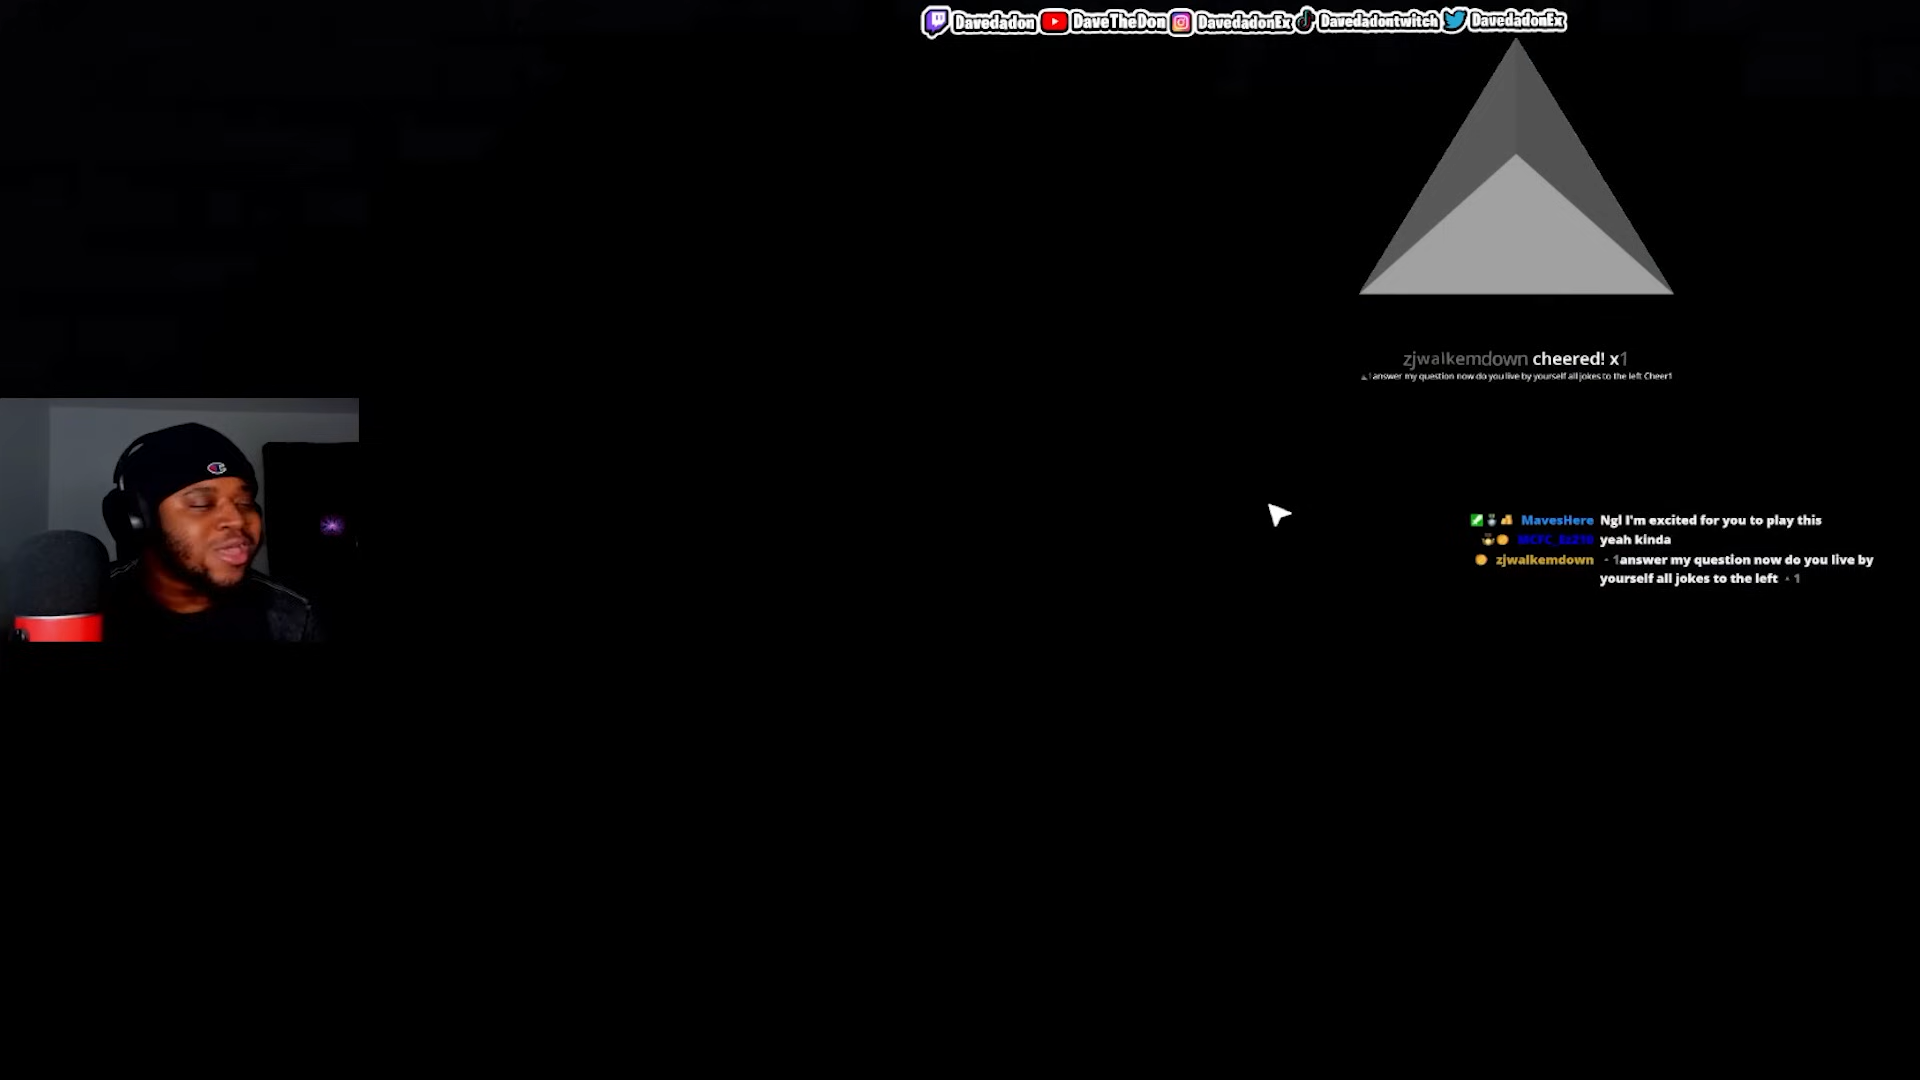 Davedadon DaveTheDon DavedadonEx Davedadontwitch DavedadonEx
zjwalkemdown cheered! x1
1answer my question now do you live by yourself all jokes to the left Cheer1
MavesHere Ngl I'm excited for you to play this
yeah kinda
zjwalkemdown 1answer my question now do you live by
yourself all jokes to the left 1